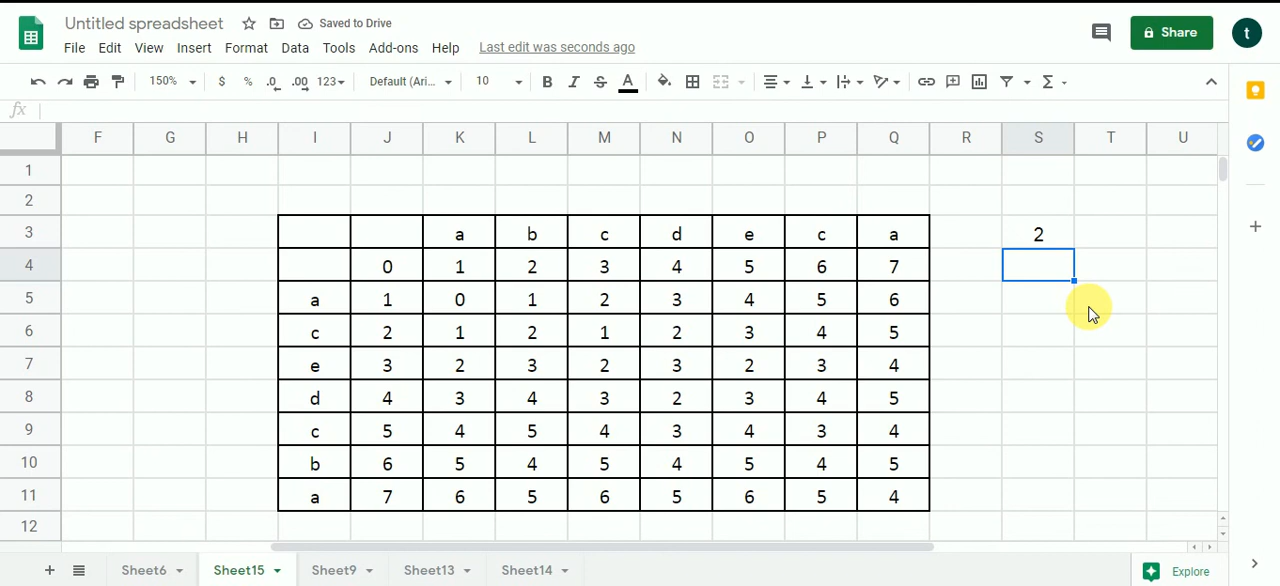 Untitled spreadsheet Saved to Drive
File Edit View Insert Format Data Tools Add-ons Help Last edit was seconds ago
Share t
150% $ % .0 .00 123 Default (Ari... 10 B I S A Σ
fx
F G H I J K L M N O P Q R S T U
1
2
3 a b c d e c a 2
4 0 1 2 3 4 5 6 7
5 a 1 0 1 2 3 4 5 6
6 c 2 1 2 1 2 3 4 5
7 e 3 2 3 2 3 2 3 4
8 d 4 3 4 3 2 3 4 5
9 c 5 4 5 4 3 4 3 4
10 b 6 5 4 5 4 5 4 5
11 a 7 6 5 6 5 6 5 4
12
Sheet6 Sheet15 Sheet9 Sheet13 Sheet14 Explore